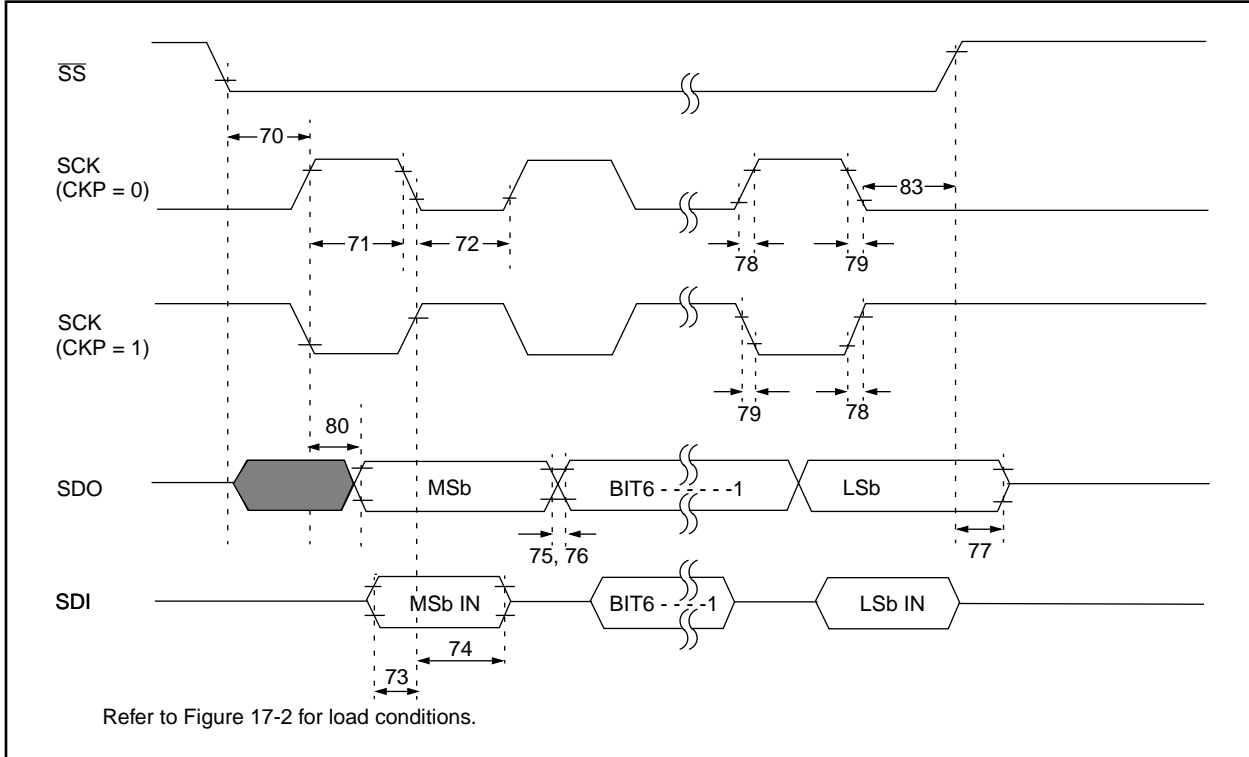 SS
70
SCK
(CKP = 0)
83
71
72
78
79
SCK
(CKP = 1)
79
78
80
SDO
MSb
BIT6 - - - - - -1
LSb
75, 76
77
SDI
MSb IN
BIT6 - - - -1
LSb IN
74
73
Refer to Figure 17-2 for load conditions.